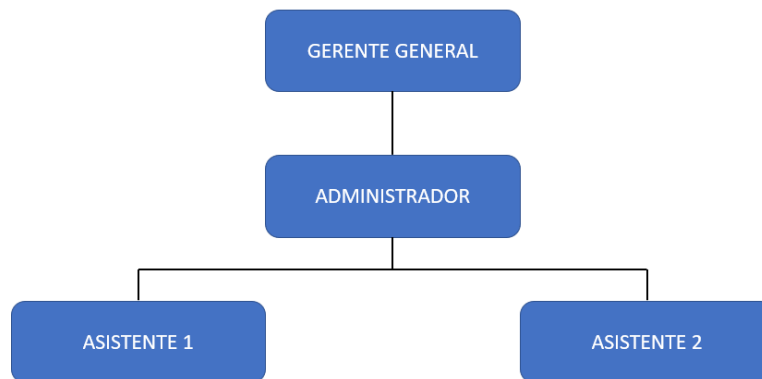 GERENTE GENERAL
ADMINISTRADOR
ASISTENTE 1
ASISTENTE 2